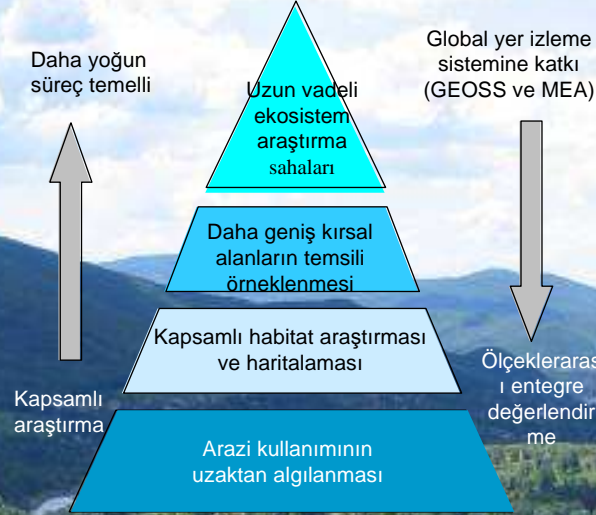 Daha yoğun
süreç temelli
Global yer izleme
sistemine katkı
(GEOSS ve MEA)
Uzun vadeli
ekosistem
araştırma
sahaları
Daha geniş kırsal
alanların temsili
örneklenmesi
Kapsamlı habitat araştırması
ve haritalaması
Kapsamlı
araştırma
Ölçekleraras
ı entegre
değerlendir
me
Arazi kullanımının
uzaktan algılanması